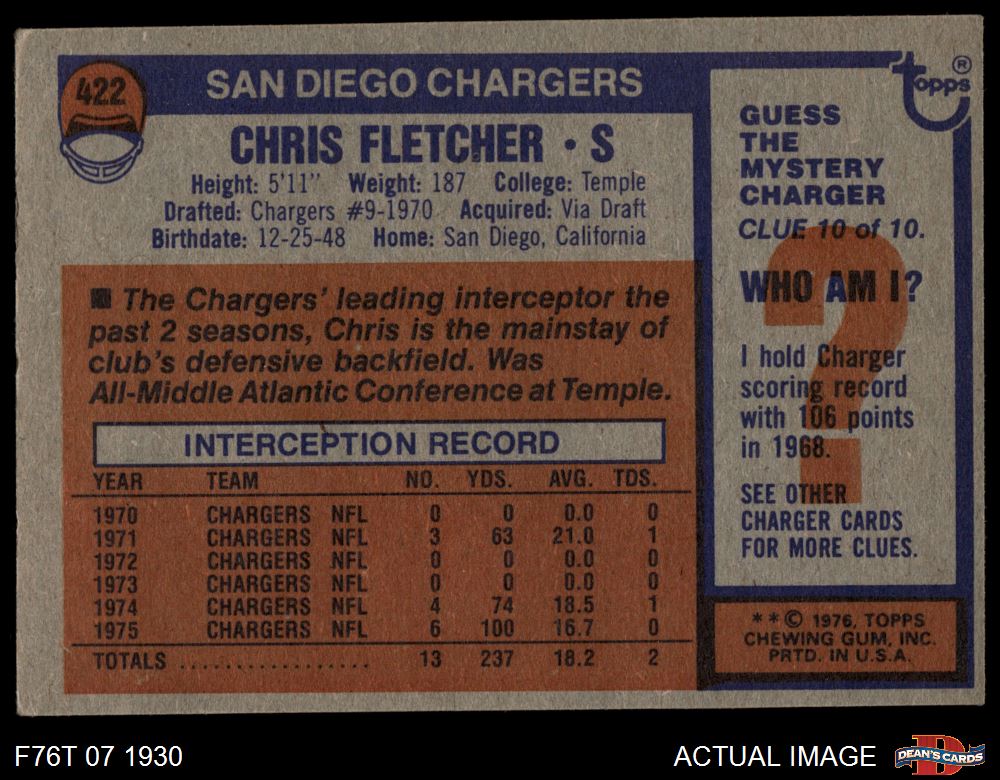 422
SAN DIEGO CHARGERS
CHRIS FLETCHER • S
Height: 5'11" Weight: 187 College: Temple
Drafted: Chargers #9-1970 Acquired: Via Draft
Birthdate: 12-25-48 Home: San Diego, California
■ The Chargers' leading interceptor the
past 2 seasons, Chris is the mainstay of
club's defensive backfield. Was
All-Middle Atlantic Conference at Temple.
INTERCEPTION RECORD
YEAR TEAM NO. YDS. AVG. TDS.
1970 CHARGERS NFL 0 0 0.0 0
1971 CHARGERS NFL 3 63 21.0 1
1972 CHARGERS NFL 0 0 0.0 0
1973 CHARGERS NFL 0 0 0.0 0
1974 CHARGERS NFL 4 74 18.5 1
1975 CHARGERS NFL 6 100 16.7 0
TOTALS .................. 13 237 18.2 2
topps ®
GUESS
THE
MYSTERY
CHARGER
CLUE 10 of 10.
?
WHO AM I?
I hold Charger
scoring record
with 106 points
in 1968.
SEE OTHER
CHARGER CARDS
FOR MORE CLUES.
* * © 1976, TOPPS
CHEWING GUM, INC.
PRTD. IN U.S.A.
F76T 07 1930
ACTUAL IMAGE
D
DEAN'S CARDS